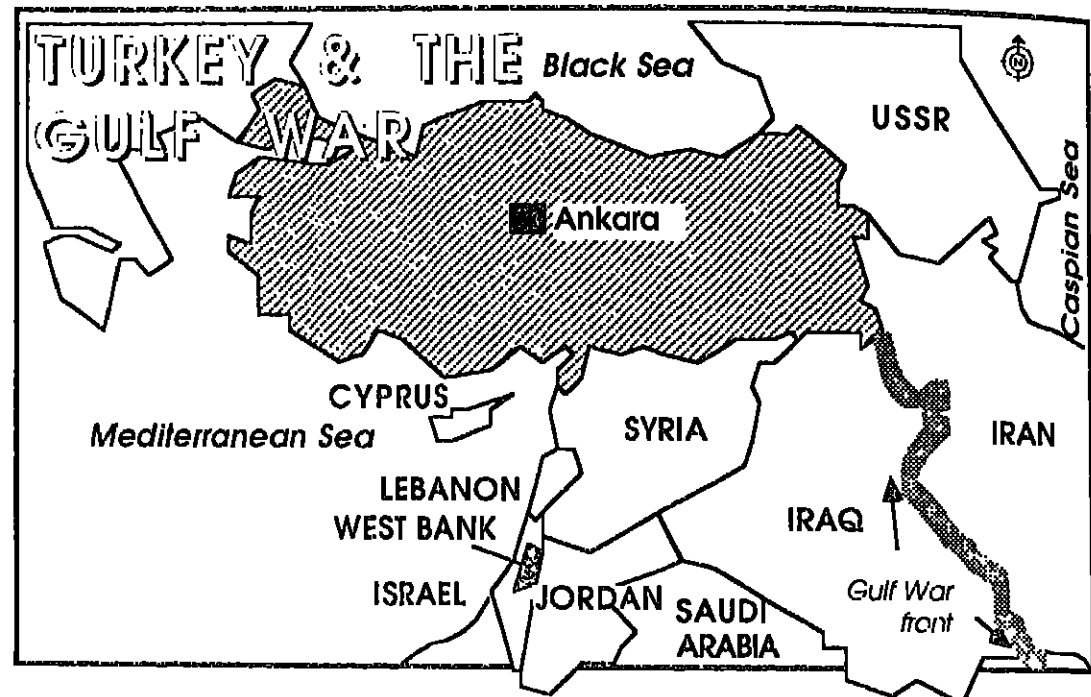 TURKEY & THE
GULF WAR
Black Sea
N
USSR
Caspian Sea
Ankara
CYPRUS
Mediterranean Sea
SYRIA
IRAN
LEBANON
WEST BANK
IRAQ
ISRAEL
JORDAN
SAUDI
ARABIA
Gulf War
front